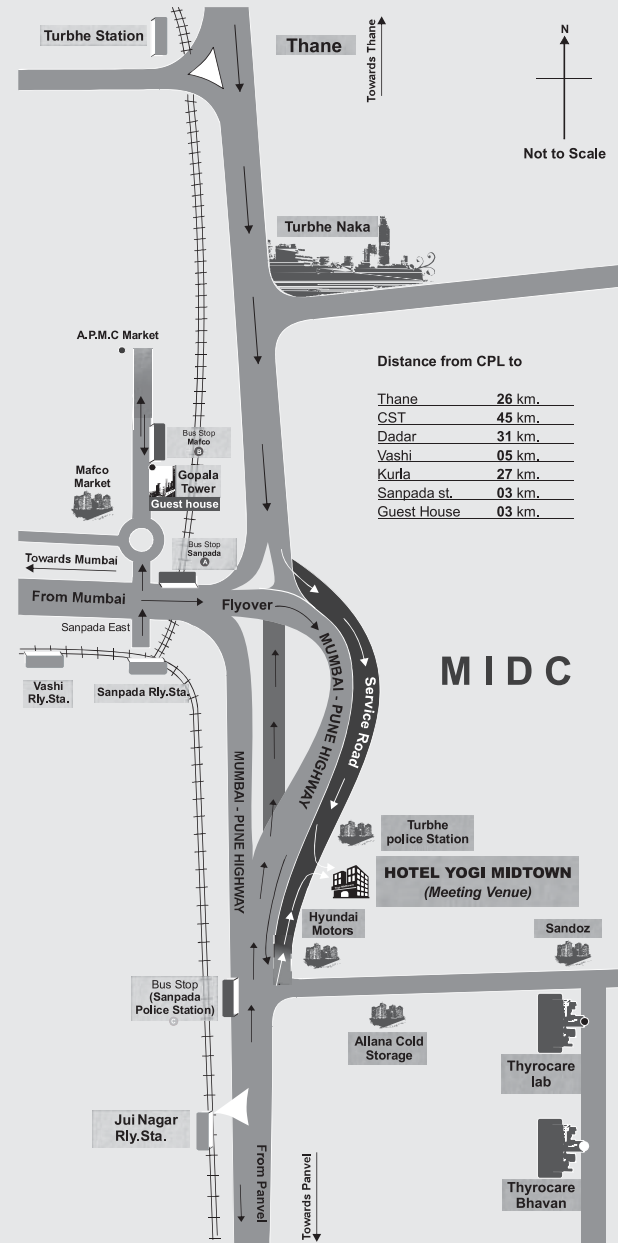 Turbhe Station
Thane
Towards Thane
N
Not to Scale
Turbhe Naka
A.P.M.C Market
Distance from CPL to
Thane 26 km.
CST 45 km.
Dadar 31 km.
Vashi 05 km.
Kurla 27 km.
Sanpada st. 03 km.
Guest House 03 km.
Bus Stop
Mafco
B
Mafco
Market
Gopala
Tower
Guest house
Bus Stop
Sanpada
A
Towards Mumbai
From Mumbai
Flyover
Sanpada East
Vashi
Rly.Sta.
Sanpada Rly.Sta.
MUMBAI - PUNE HIGHWAY
Service Road
MIDC
MUMBAI - PUNE HIGHWAY
Turbhe
police Station
HOTEL YOGI MIDTOWN
(Meeting Venue)
Hyundai
Motors
Sandoz
Bus Stop
(Sanpada
Police Station)
C
Allana Cold
Storage
Thyrocare
lab
Jui Nagar
Rly.Sta.
From Panvel
Towards Panvel
Thyrocare
Bhavan